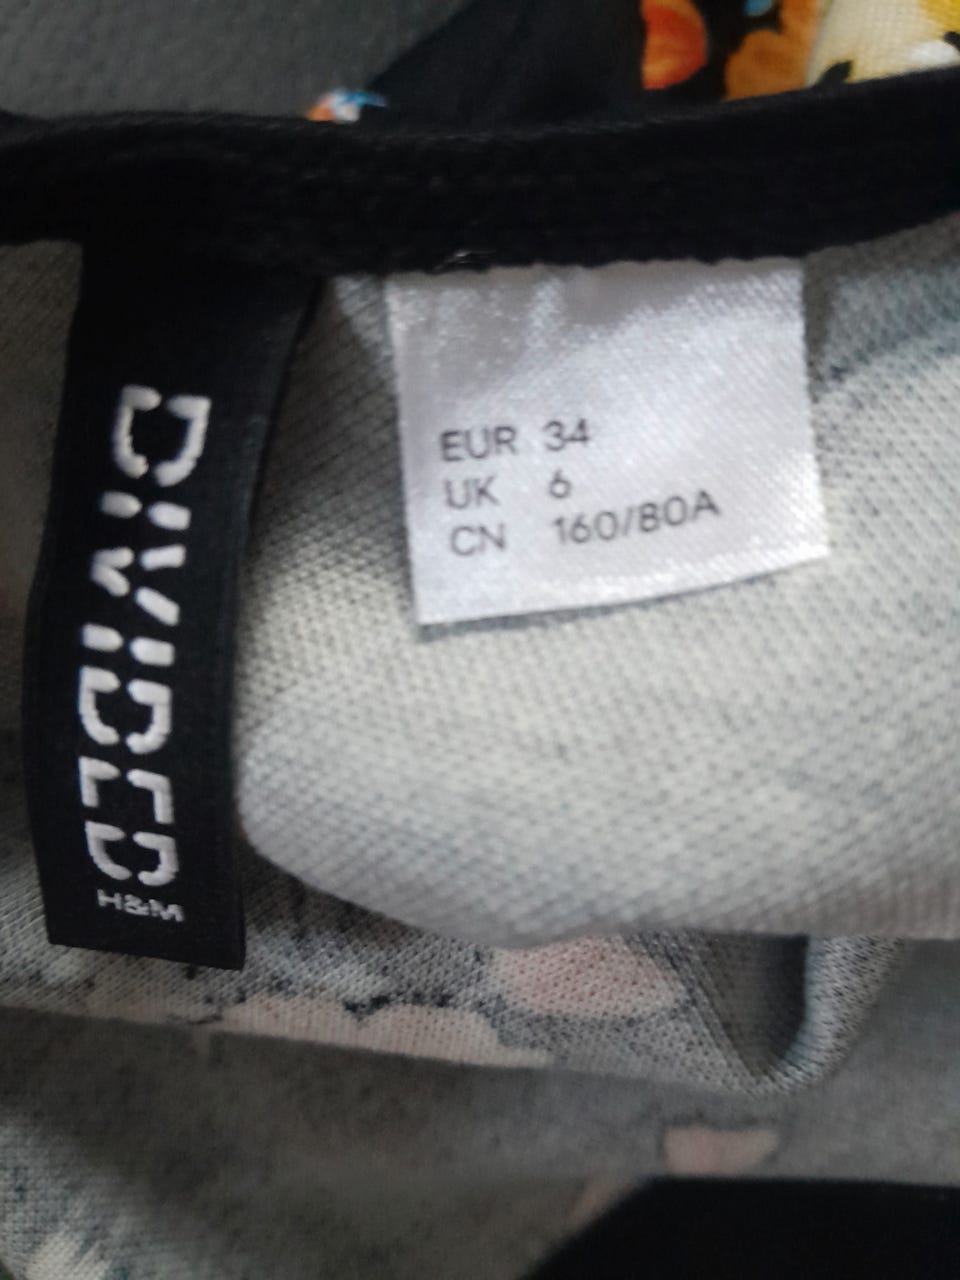 DIVIDED
H&M
EUR 34
UK 6
CN 160/80A